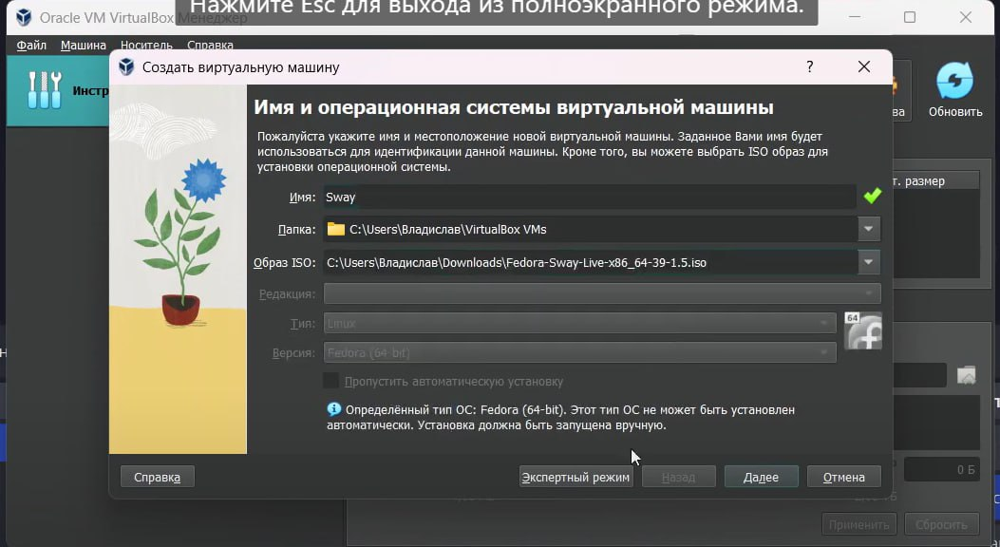 Нажмите Esc для выхода из полноэкранного режима.
Oracle VM VirtualBox Менеджер
Файл Машина Носитель Справка
Создать виртуальную машину ?
Обновить
Имя и операционная системы виртуальной машины
Пожалуйста укажите имя и местоположение новой виртуальной машины. Заданное Вами имя будет
использоваться для идентификации данной машины. Кроме того, вы можете выбрать ISO образ для
установки операционной системы.
т. размер
Имя: Sway
Папка: C:\Users\Владислав\VirtualBox VMs
Образ ISO: C:\Users\Владислав\Downloads\Fedora-Sway-Live-x86_64-39-1.5.iso
Редакция:
Тип: Linux
64
Версия: Fedora (64-bit)
Пропустить автоматическую установку
Определённый тип ОС: Fedora (64-bit). Этот тип ОС не может быть установлен
автоматически. Установка должна быть запущена вручную.
0 Б
Справка Экспертный режим Назад Далее Отмена
Применить Сбросить